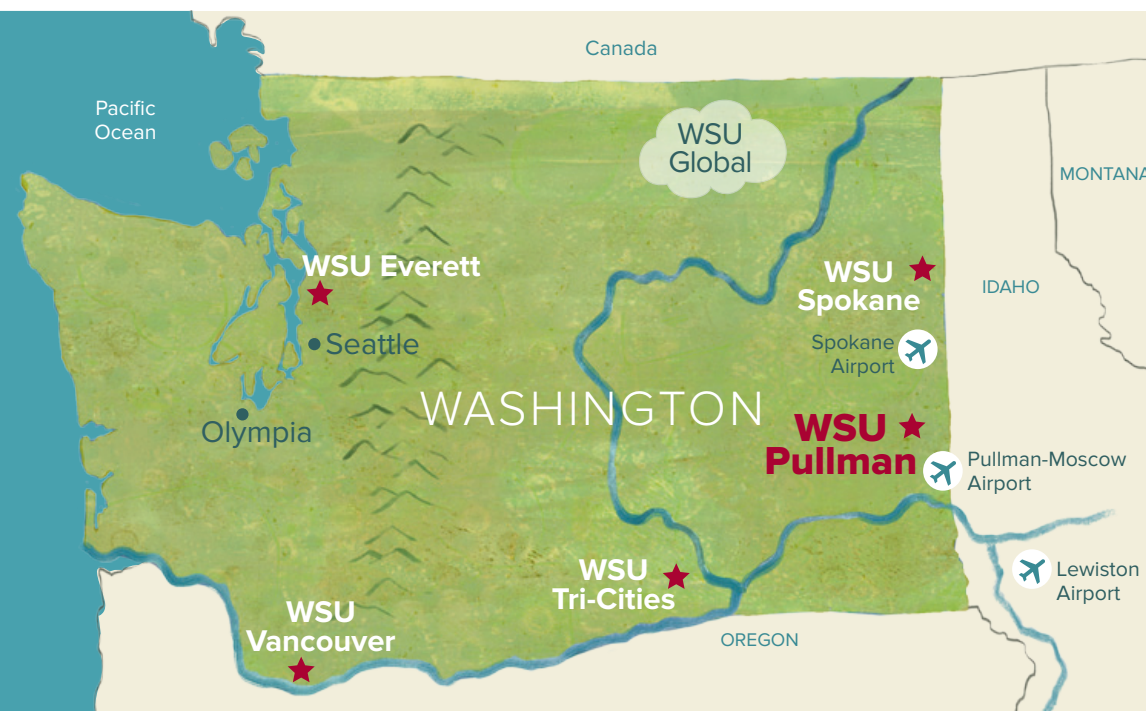 Canada
Pacific
Ocean
WSU
Global
MONTANA
WSU Everett
WSU
Spokane
IDAHO
Seattle
Spokane
Airport
WASHINGTON
Olympia
WSU
Pullman
Pullman-Moscow
Airport
WSU
Tri-Cities
Lewiston
Airport
WSU
Vancouver
OREGON